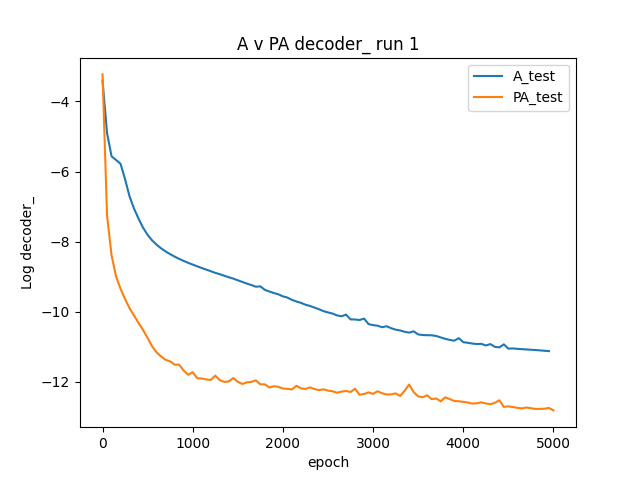 A v PA decoder_ run 1
A_test
PA_test
Log decoder_
−4
−6
−8
−10
−12
0 1000 2000 3000 4000 5000
epoch